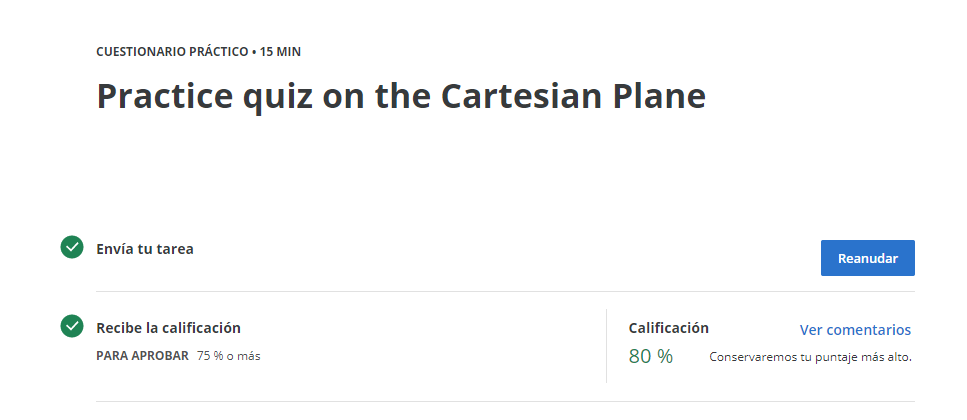 CUESTIONARIO PRÁCTICO • 15 MIN
Practice quiz on the Cartesian Plane
Envía tu tarea
Reanudar
Recibe la calificación
PARA APROBAR 75 % o más
Calificación
Ver comentarios
80 %
Conservaremos tu puntaje más alto.